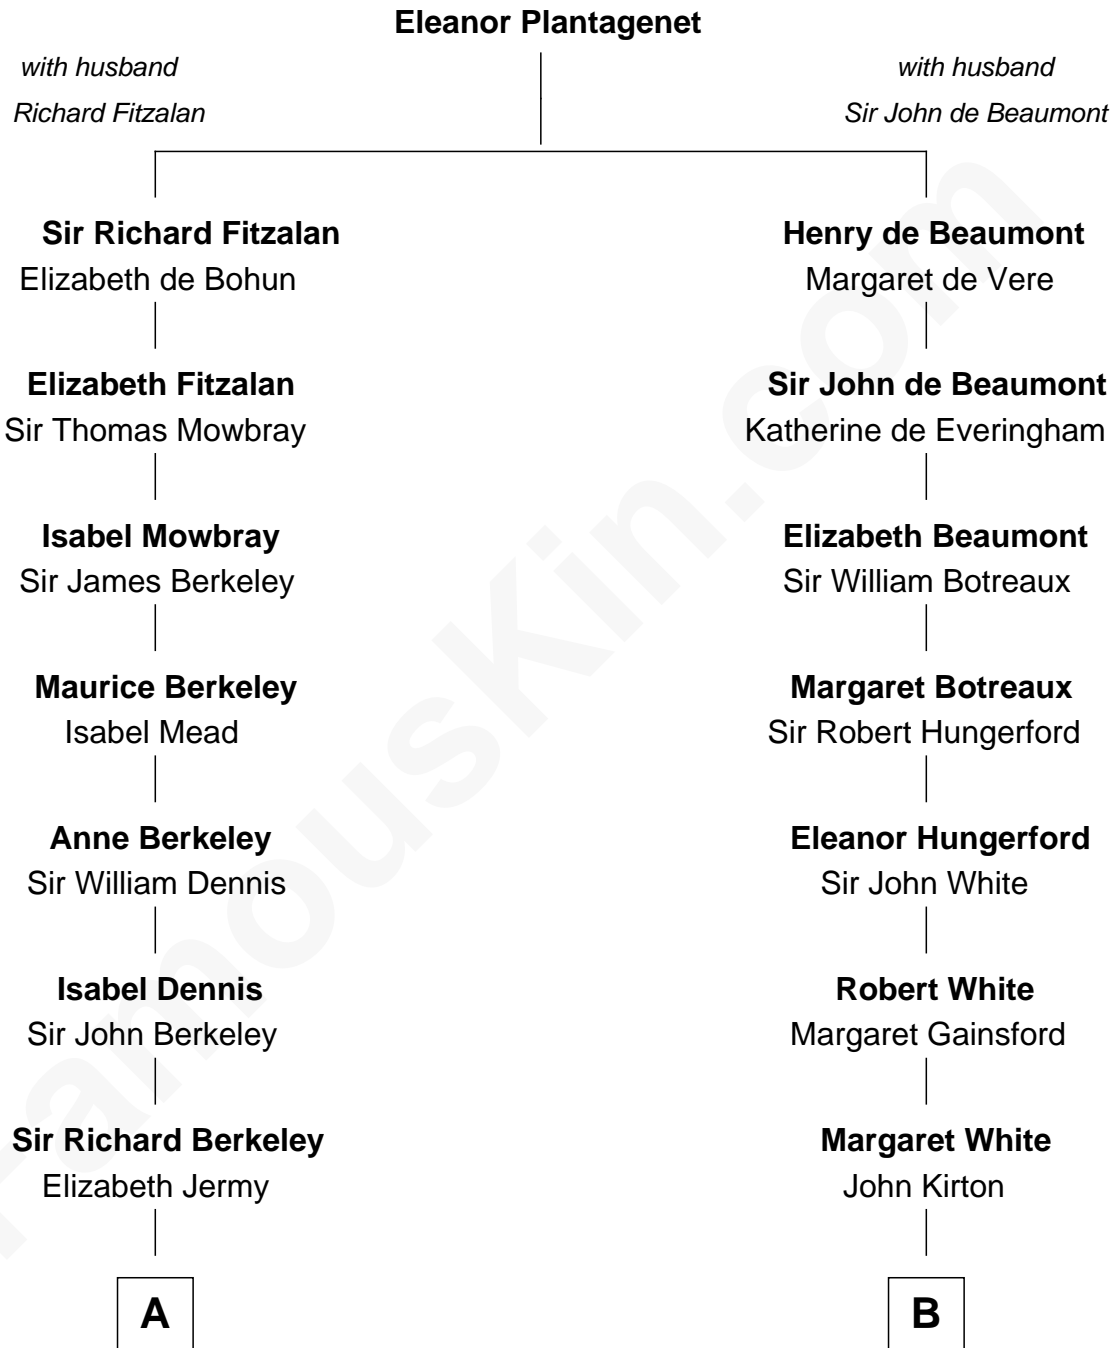 Eleanor Plantagenet
with husband
Richard Fitzalan
with husband
Sir John de Beaumont
Sir Richard Fitzalan
Elizabeth de Bohun
Henry de Beaumont
Margaret de Vere
Elizabeth Fitzalan
Sir Thomas Mowbray
Sir John de Beaumont
Katherine de Everingham
Isabel Mowbray
Sir James Berkeley
Elizabeth Beaumont
Sir William Botreaux
Maurice Berkeley
Isabel Mead
Margaret Botreaux
Sir Robert Hungerford
Anne Berkeley
Sir William Dennis
Eleanor Hungerford
Sir John White
Isabel Dennis
Sir John Berkeley
Robert White
Margaret Gainsford
Sir Richard Berkeley
Elizabeth Jermy
Margaret White
John Kirton
A
B
FamousKin.com